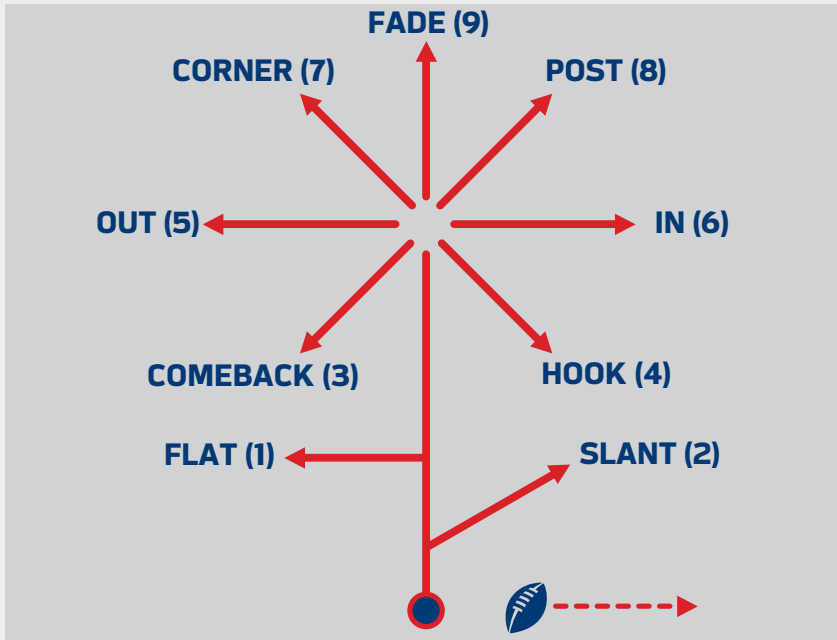 FADE (9)
CORNER (7)
POST (8)
OUT (5)
IN (6)
COMEBACK (3)
HOOK (4)
FLAT (1)
SLANT (2)